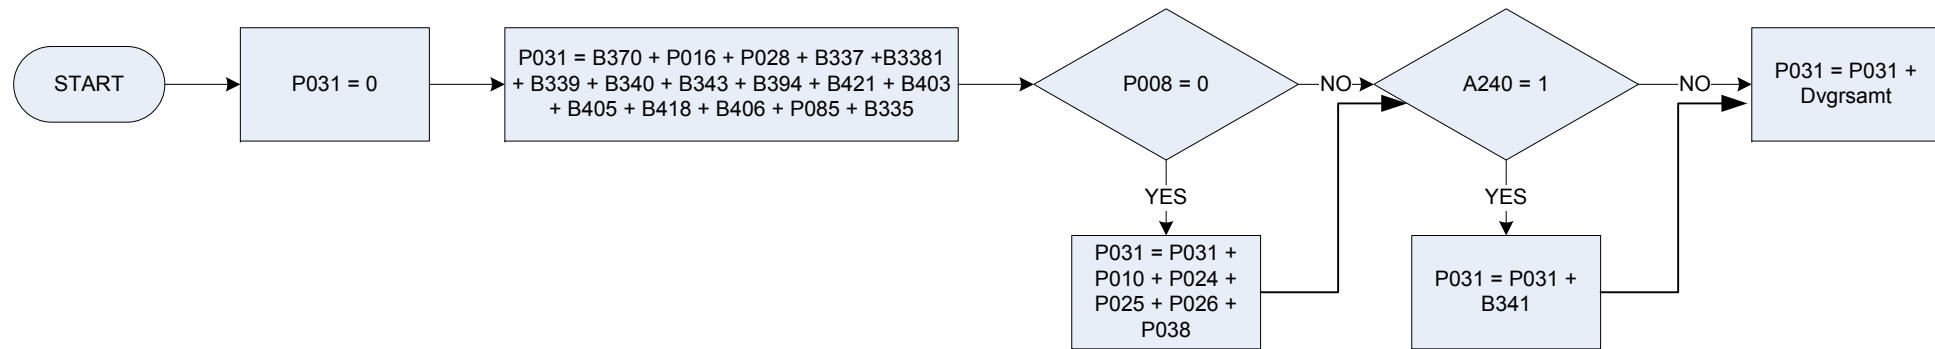 START
P031 = 0
P031 = B370 + P016 + P028 + B337 +B3381
+ B339 + B340 + B343 + B394 + B421 + B403
+ B405 + B418 + B406 + P085 + B335
P008 = 0
NO
A240 = 1
NO
P031 = P031 +
Dvgrsamt
YES
YES
P031 = P031 +
P010 + P024 +
P025 + P026 +
P038
P031 = P031 +
B341